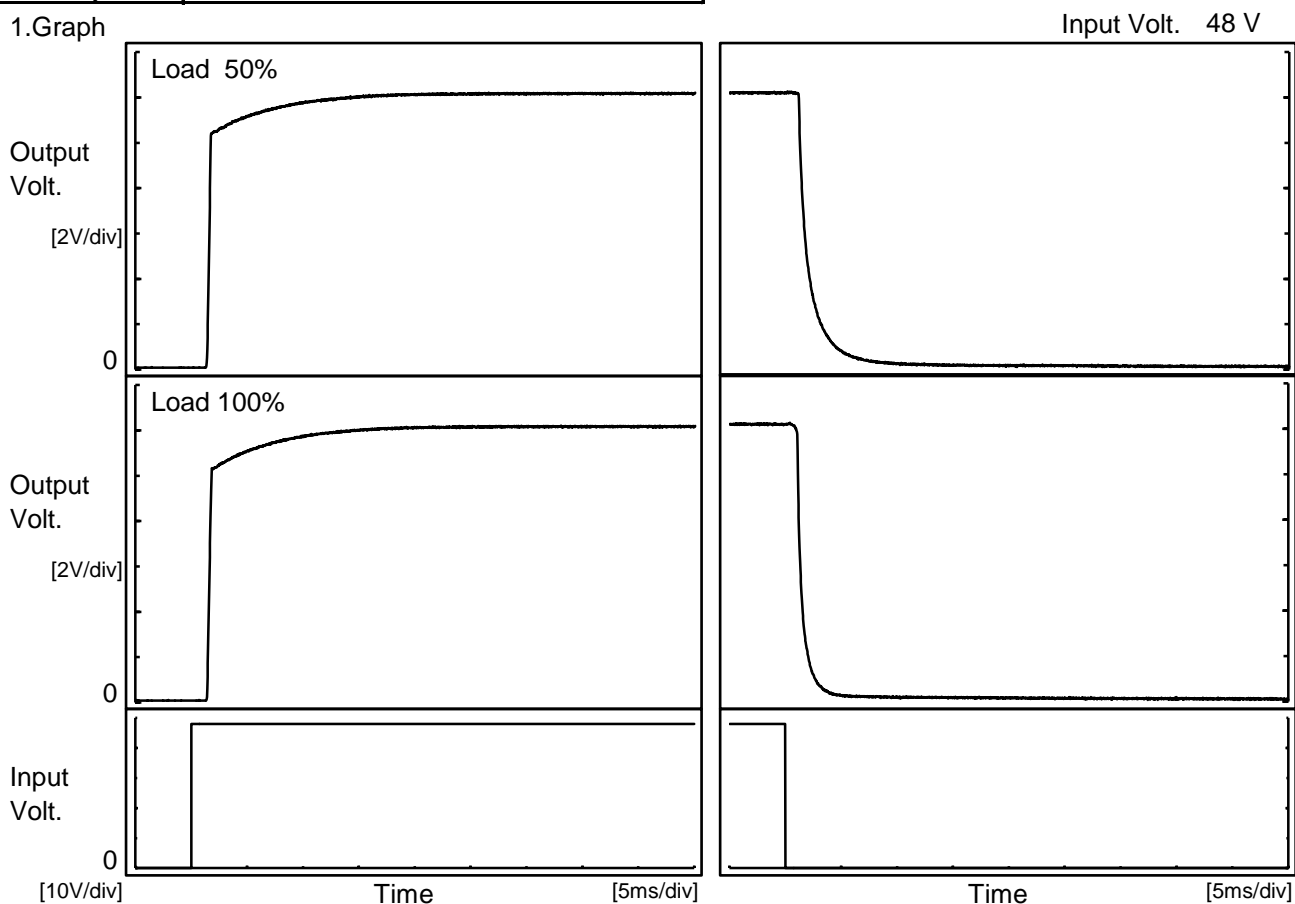 1.Graph
Input Volt. 48 V
Load 50%
Output
Volt.
[2V/div]
0
Load 100%
Output
Volt.
[2V/div]
0
Input
Volt.
0
[10V/div]
Time
[5ms/div]
Time
[5ms/div]